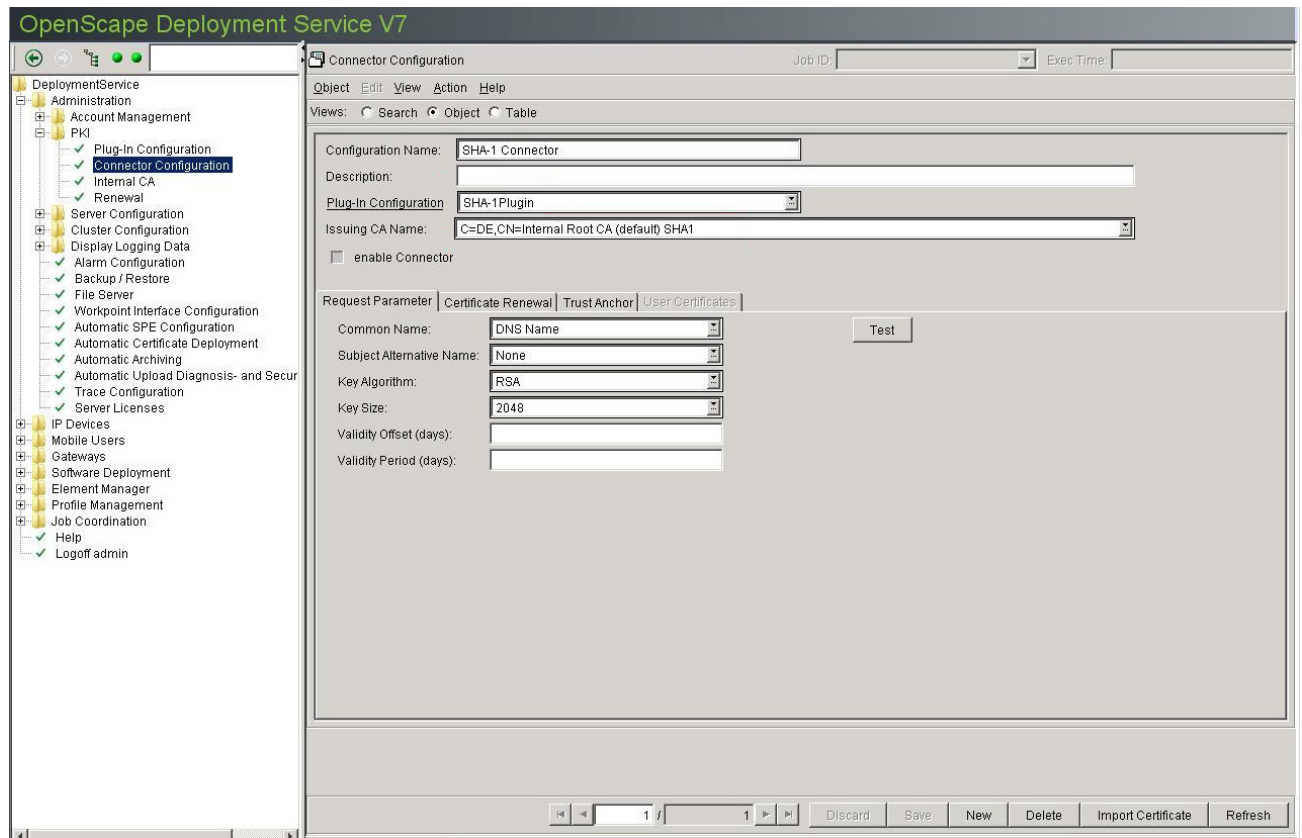 OpenScape Deployment Service V7
DeploymentService
Administration
Account Management
PKI
Plug-In Configuration
Connector Configuration
Internal CA
Renewal
Server Configuration
Cluster Configuration
Display Logging Data
Alarm Configuration
Backup / Restore
File Server
Workpoint Interface Configuration
Automatic SPE Configuration
Automatic Certificate Deployment
Automatic Archiving
Automatic Upload Diagnosis- and Secur
Trace Configuration
Server Licenses
IP Devices
Mobile Users
Gateways
Software Deployment
Element Manager
Profile Management
Job Coordination
Help
Logoff admin
Connector Configuration Job ID: Exec Time:
Object Edit View Action Help
Views: Search Object Table
Configuration Name: SHA-1 Connector
Description:
Plug-In Configuration SHA-1Plugin
Issuing CA Name: C=DE,CN=Internal Root CA (default) SHA1
enable Connector
Request Parameter Certificate Renewal Trust Anchor User Certificates
Common Name: DNS Name Test
Subject Alternative Name: None
Key Algorithm: RSA
Key Size: 2048
Validity Offset (days):
Validity Period (days):
1 / 1 Discard Save New Delete Import Certificate Refresh